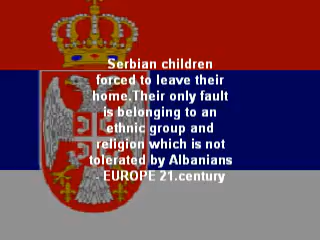 Serbian children
forced to leave their
home.Their only fault
is belonging to an
ethnic group and
religion which is not
tolerated by Albanians
- EUROPE 21.century